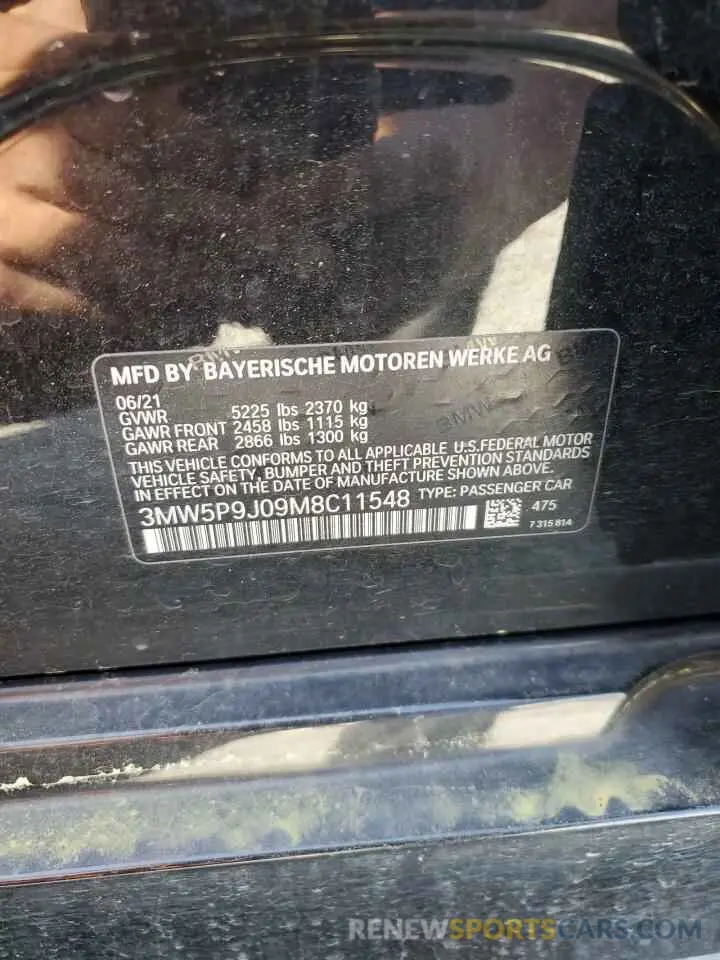 MFD BY BAYERISCHE MOTOREN WERKE AG
06/21
GVWR 5225 lbs 2370 kg
GAWR FRONT 2458 lbs 1115 kg
GAWR REAR 2866 lbs 1300 kg
THIS VEHICLE CONFORMS TO ALL APPLICABLE U.S.FEDERAL MOTOR
VEHICLE SAFETY, BUMPER AND THEFT PREVENTION STANDARDS
IN EFFECT ON THE DATE OF MANUFACTURE SHOWN ABOVE.
3MW5P9J09M8C11548 TYPE: PASSENGER CAR
475
7 315 814
BMW
BMW
BMW
RENEWSPORTSCARS.COM